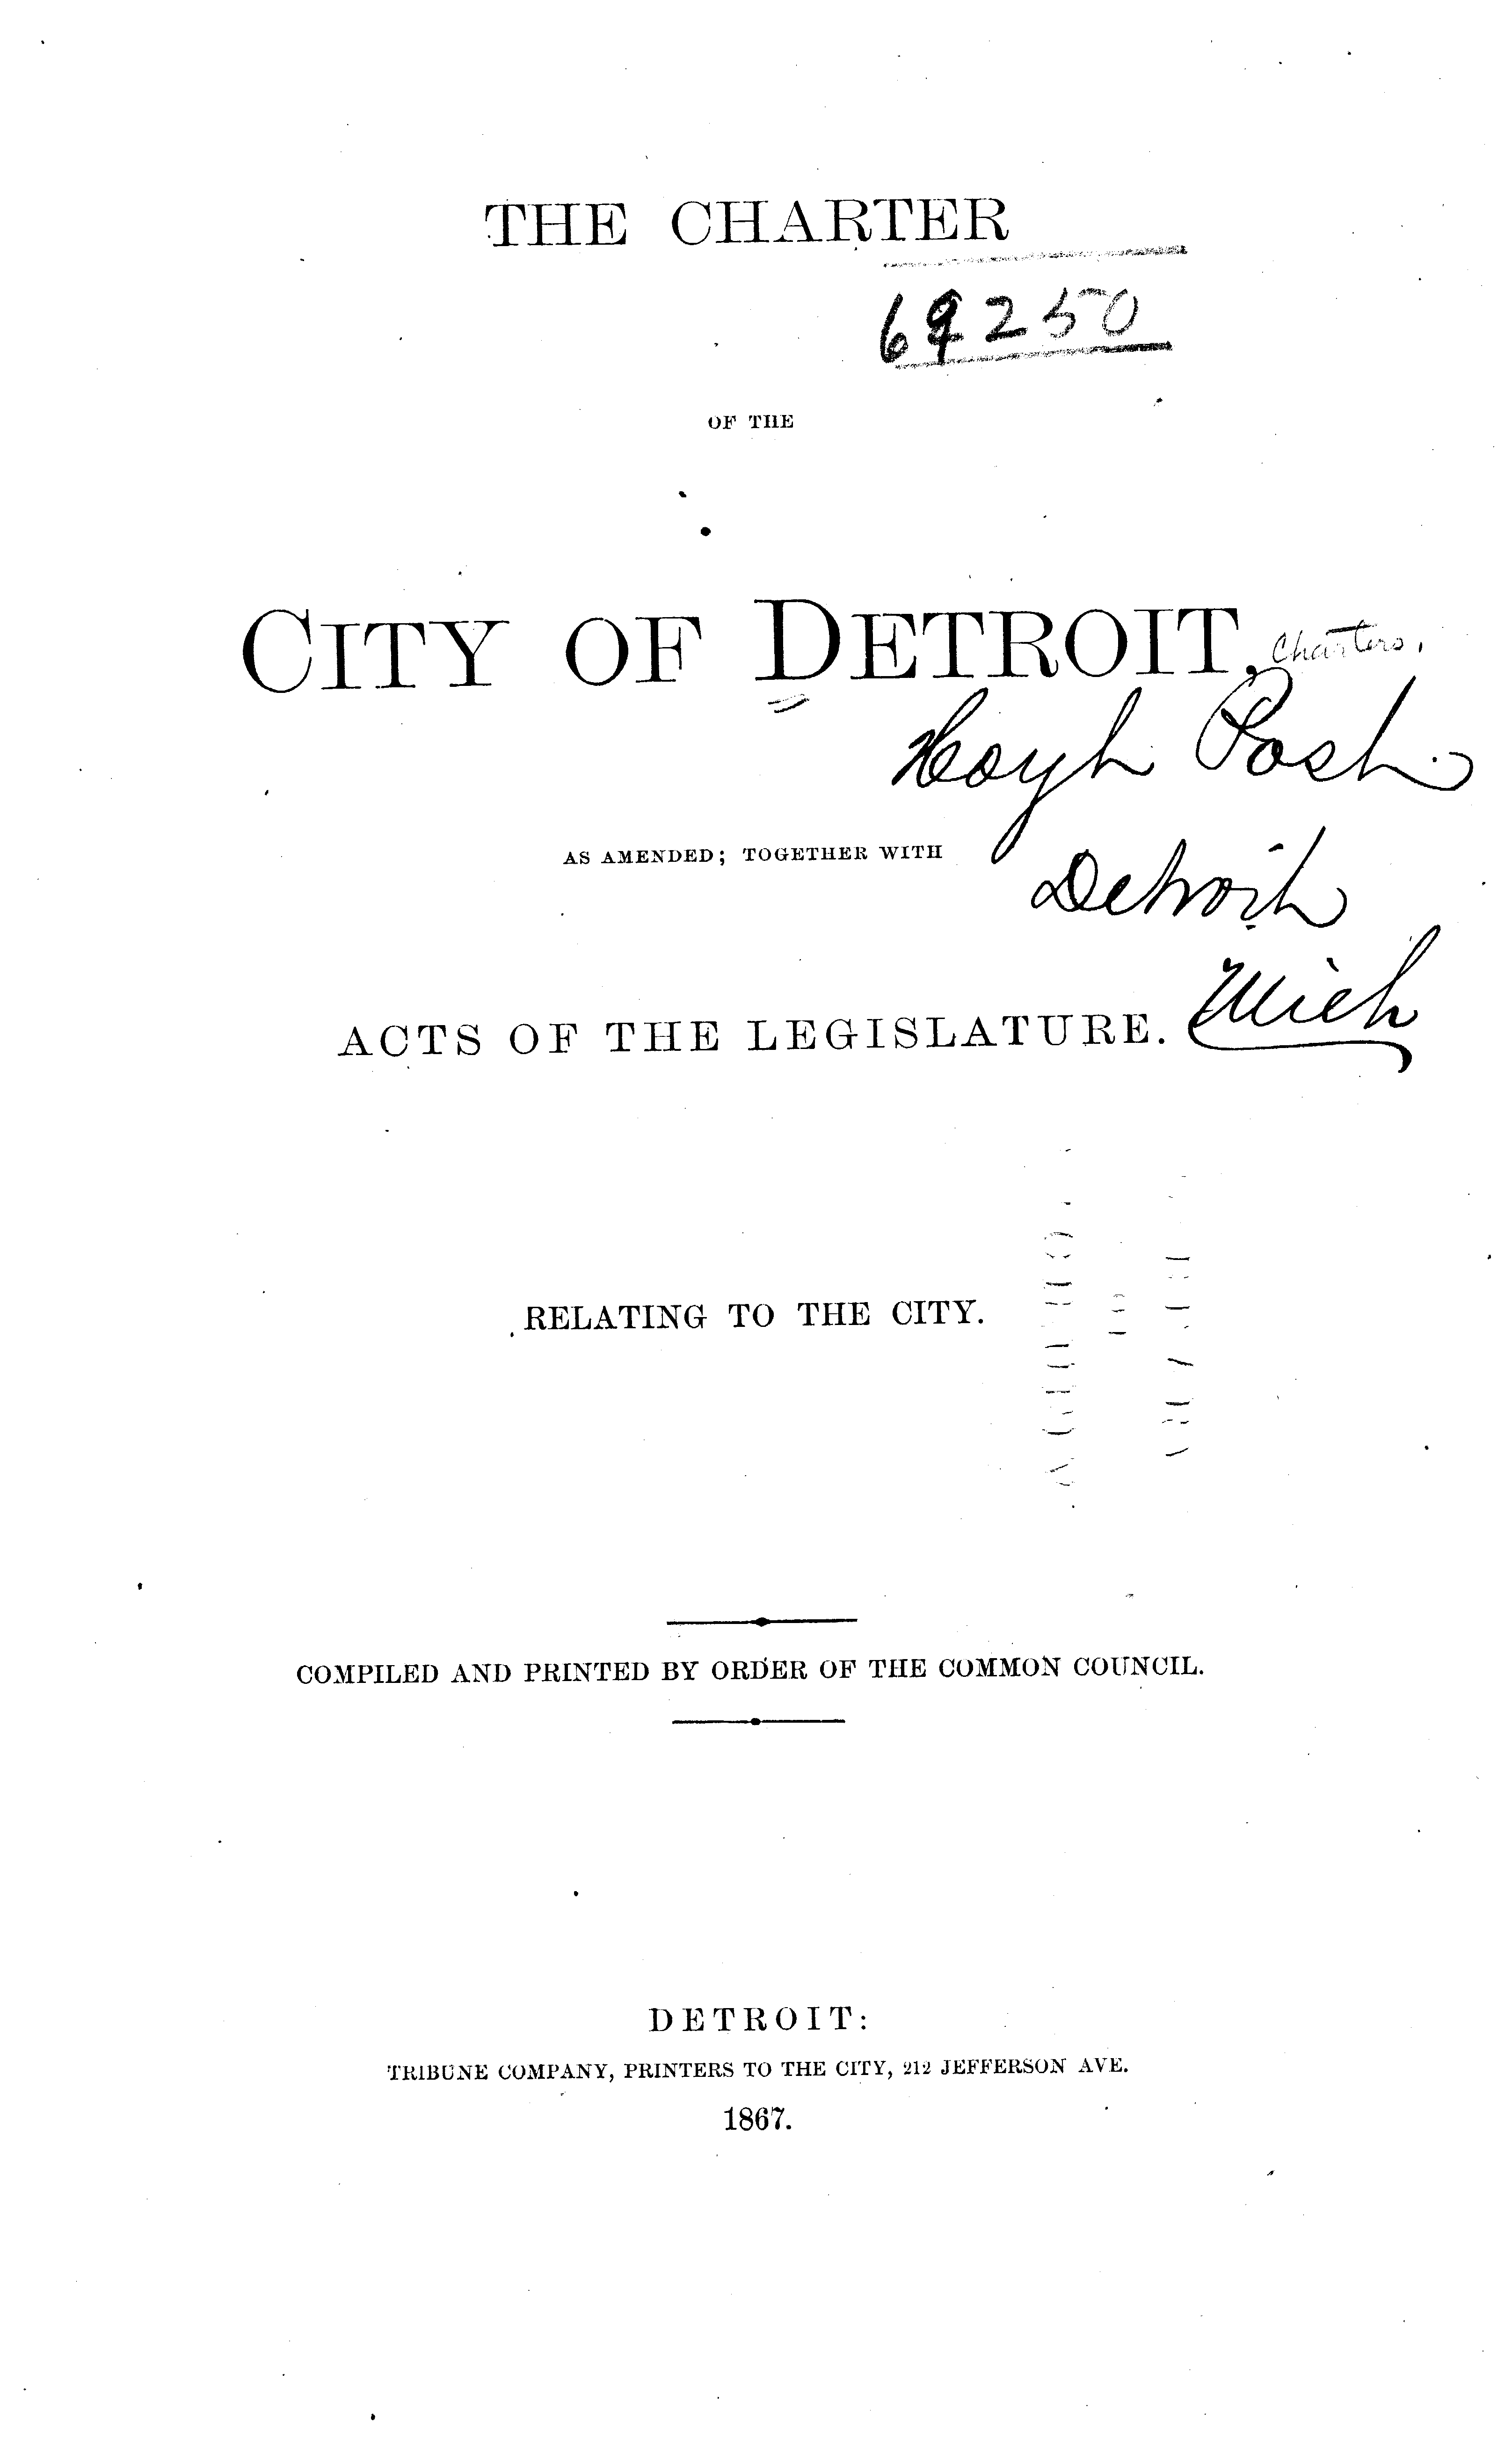 THE CHARTER
69250
OF THE
CITY OF DETROIT,
Charters.
Post
AS AMENDED; TOGETHER WITH
Detroit
ACTS OF THE LEGISLATURE.
Mich
RELATING TO THE CITY.
COMPILED AND PRINTED BY ORDER OF THE COMMON COUNCIL.
DETROIT:
TRIBUNE COMPANY, PRINTERS TO THE CITY, 212 JEFFERSON AVE.
1867.